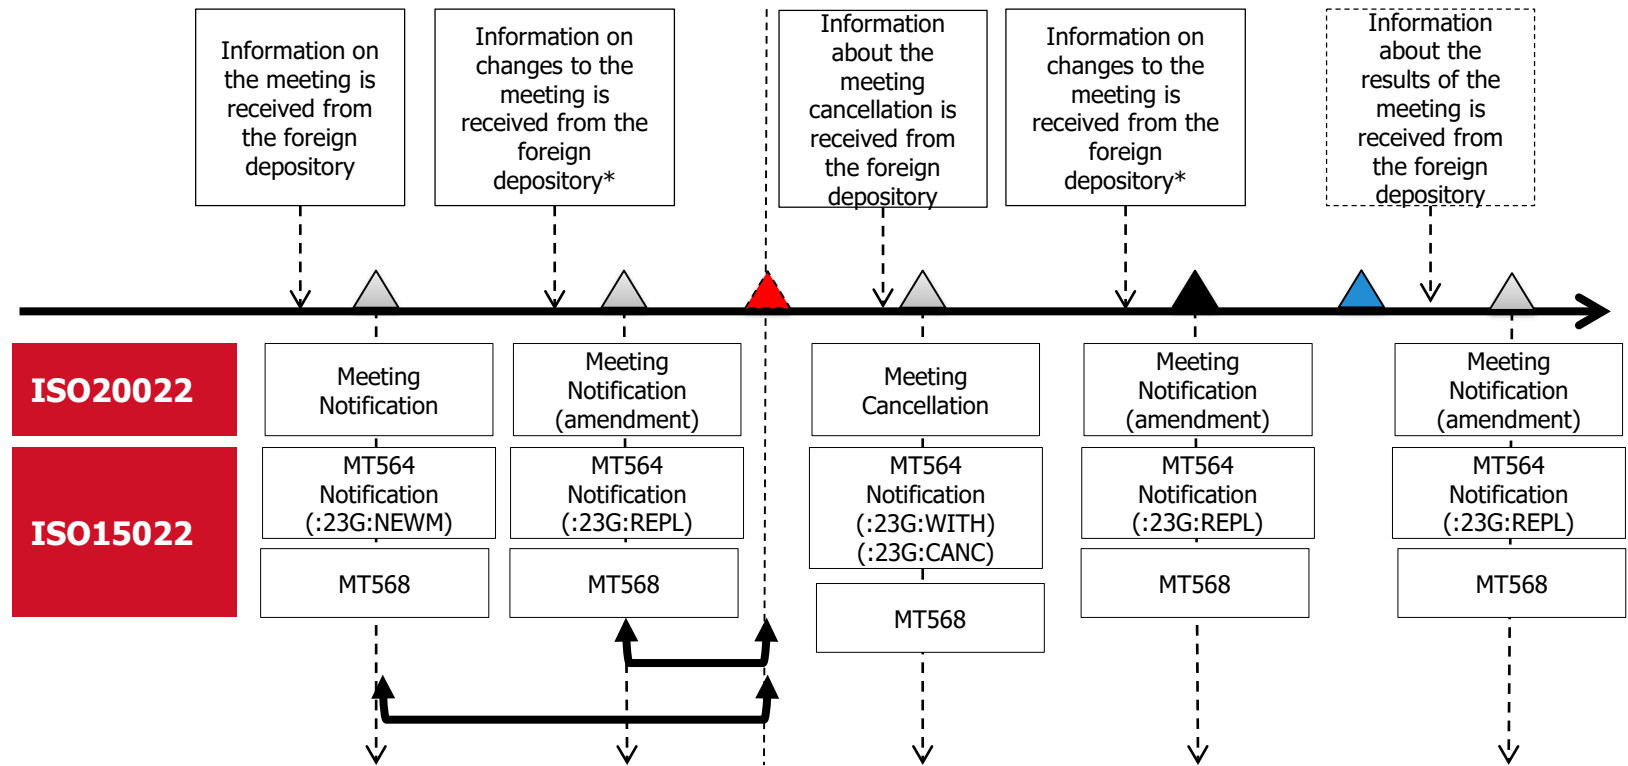 Information on
the meeting is
received from
the foreign
depository
Information on
changes to the
meeting is
received from the
foreign
depository*
Information
about the
meeting
cancellation is
received from
the foreign
depository
Information on
changes to the
meeting is
received from the
foreign
depository*
Information
about the
results of the
meeting is
received from
the foreign
depository
ISO20022
Meeting
Notification
Meeting
Notification
(amendment)
Meeting
Cancellation
Meeting
Notification
(amendment)
Meeting
Notification
(amendment)
ISO15022
MT564
Notification
(:23G:NEWM)
MT564
Notification
(:23G:REPL)
MT564
Notification
(:23G:WITH)
(:23G:CANC)
MT564
Notification
(:23G:REPL)
MT564
Notification
(:23G:REPL)
MT568
MT568
MT568
MT568
MT568